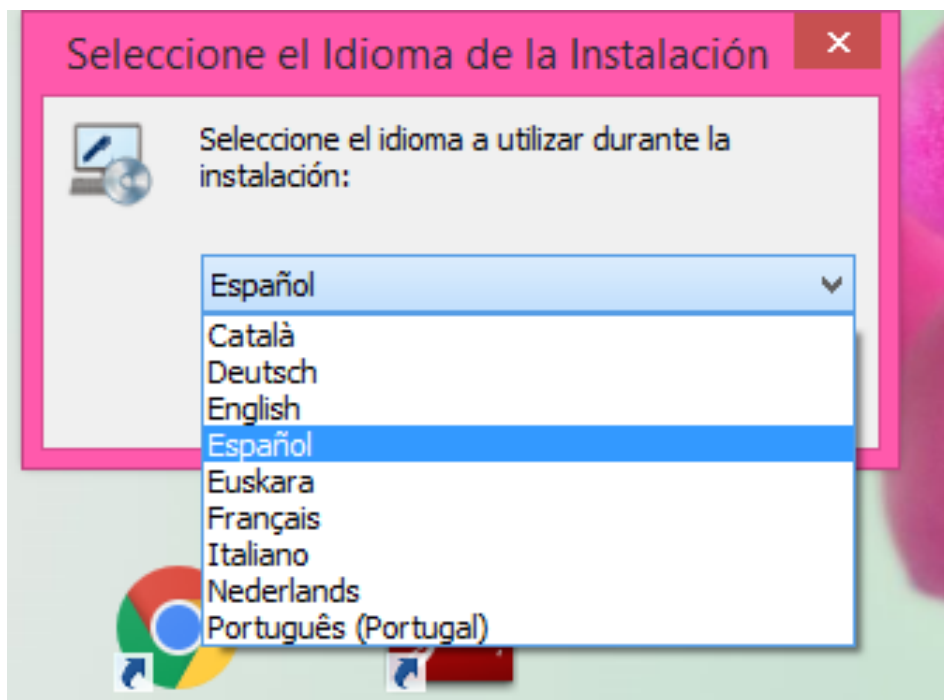 Seleccione el Idioma de la Instalación
Seleccione el idioma a utilizar durante la
instalación:
Español
Català
Deutsch
English
Español
Euskara
Français
Italiano
Nederlands
Português (Portugal)